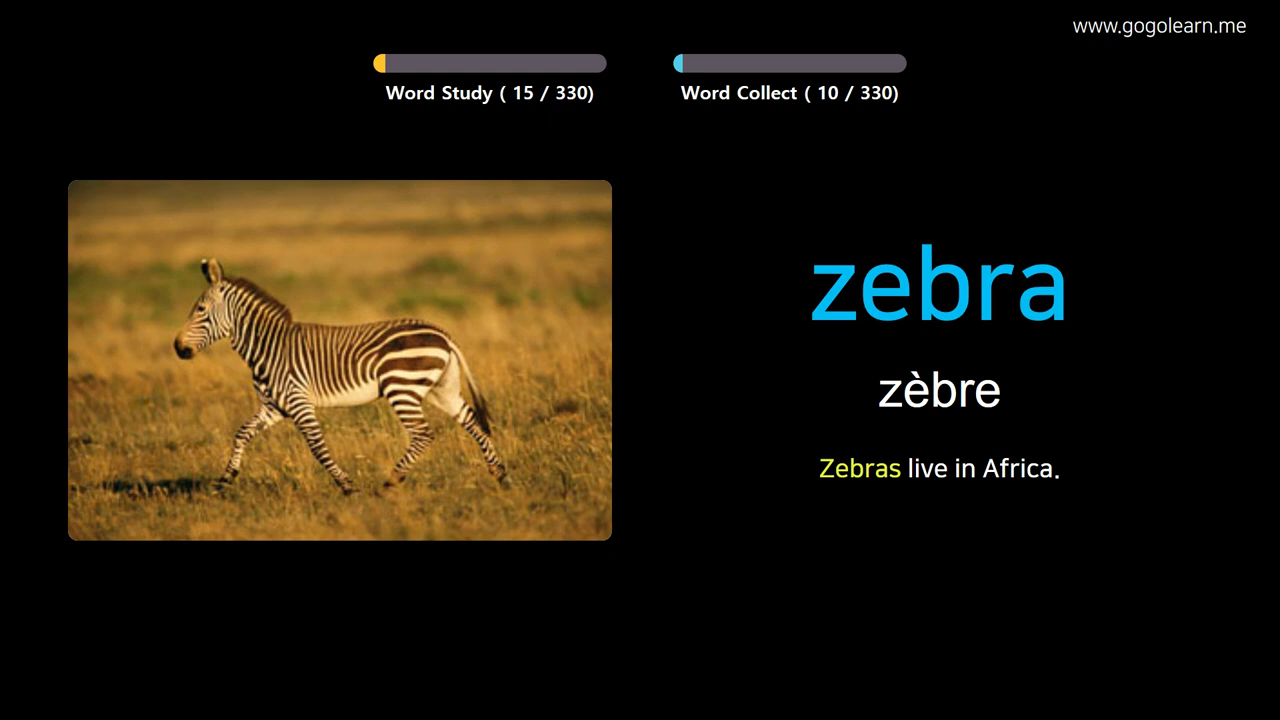 www.gogolearn.me
Word Study ( 15 / 330)
Word Collect ( 10 / 330)
zebra
zèbre
Zebras live in Africa.